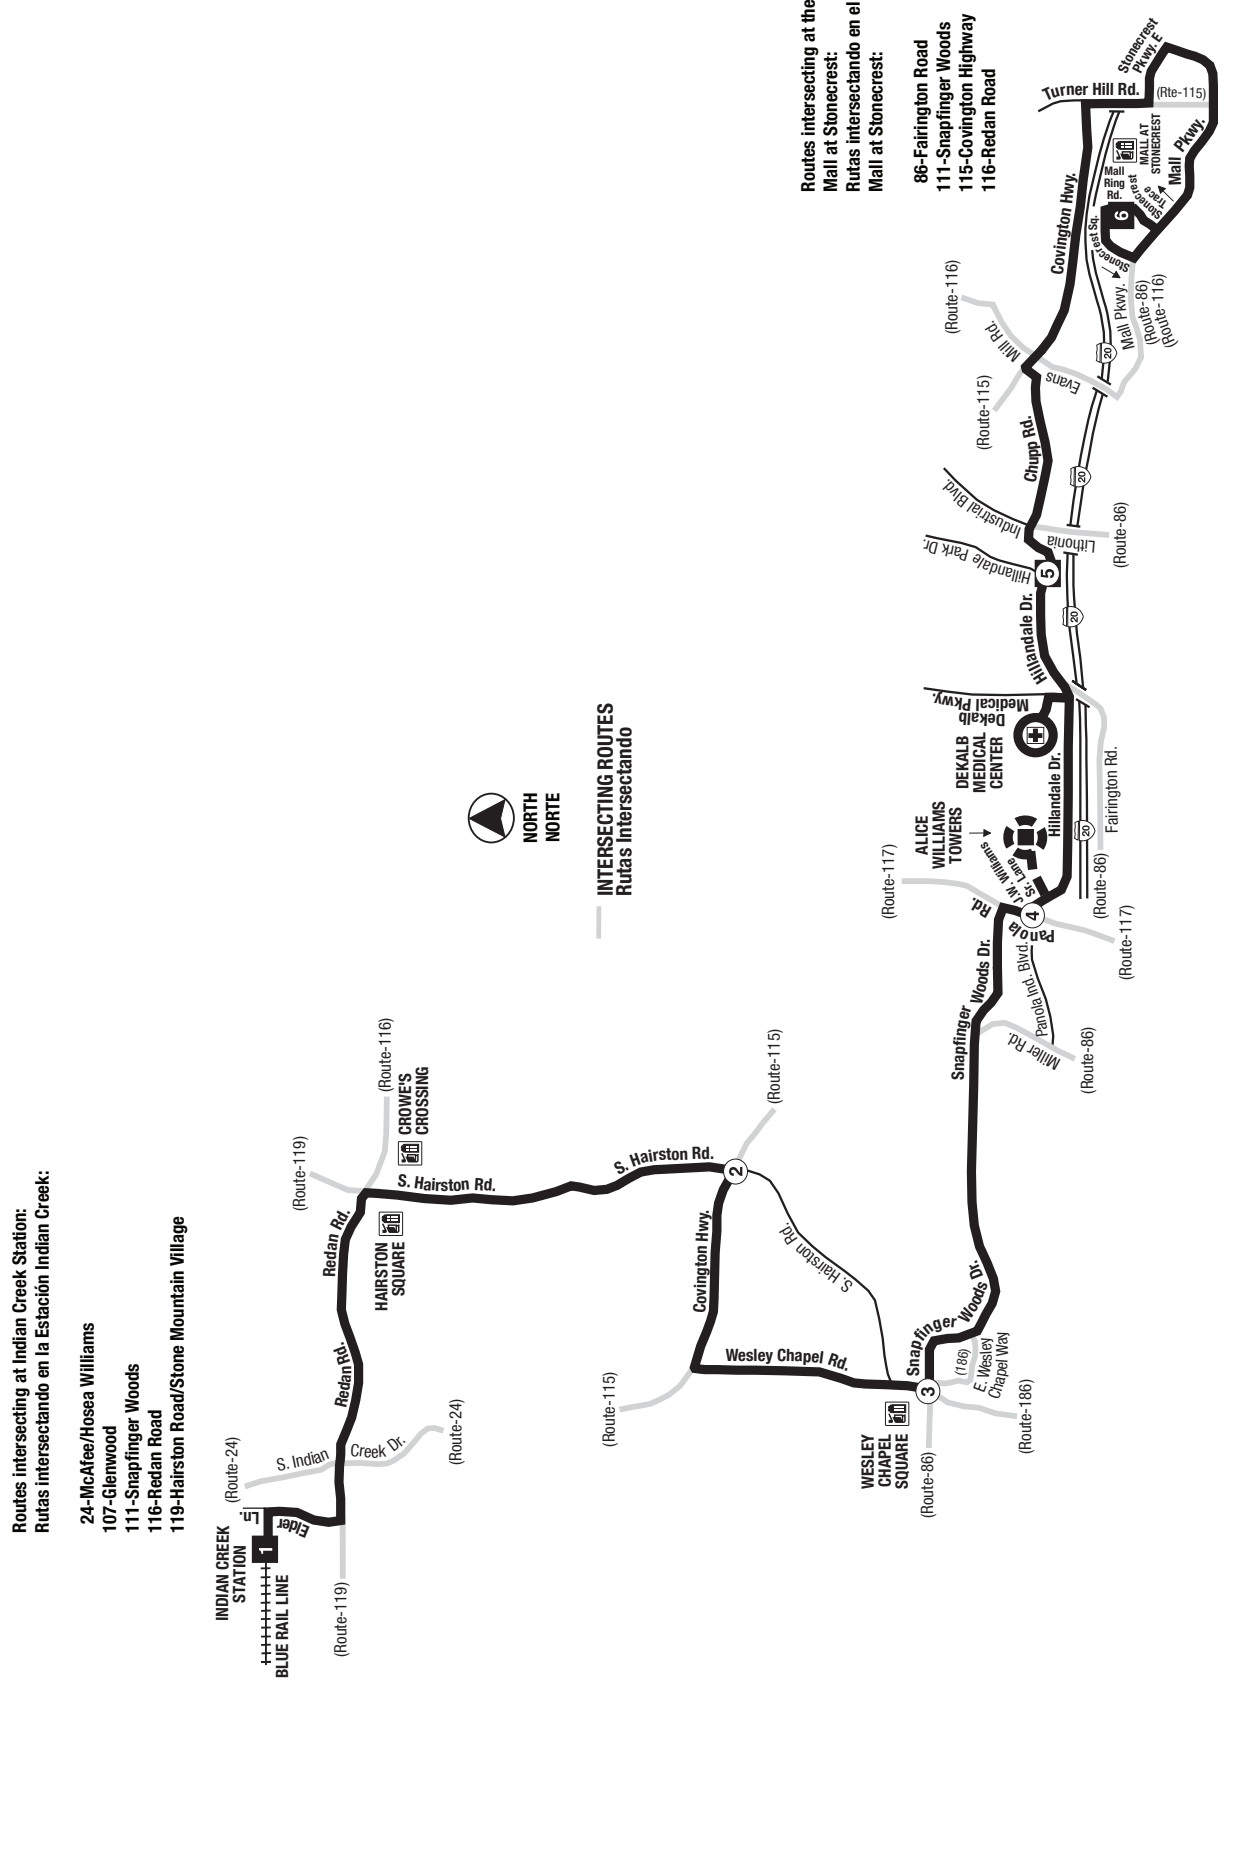 Routes intersecting at Indian Creek Station:
Rutas intersectando en la Estación Indian Creek:
24-McAfee/Hosea Williams
107-Glenwood
111-Snapfinger Woods
116-Redan Road
119-Hairston Road/Stone Mountain Village
INDIAN CREEK
STATION
1
BLUE RAIL LINE
Elder
Ln.
(Route-24)
S. Indian
Creek Dr.
(Route-24)
(Route-119)
Redan Rd.
Redan Rd.
(Route-119)
(Route-116)
HAIRSTON
SQUARE
CROWE'S
CROSSING
S. Hairston Rd.
S. Hairston Rd.
2
(Route-115)
Covington Hwy.
S. Hairston Rd.
(Route-115)
Wesley Chapel Rd.
WESLEY
CHAPEL
SQUARE
3
(Route-86)
(Route-186)
(186)
E. Wesley
Chapel Way
Snapfinger
Woods Dr.
NORTH
NORTE
INTERSECTING ROUTES
Rutas Intersectando
Snapfinger
Woods Dr.
Miller Rd.
(Route-86)
Panola Ind. Blvd.
Panola
Rd.
4
(Route-117)
(Route-117)
ALICE
WILLIAMS
TOWERS
J.W. Williams
Sr. Lane
Hillandale Dr.
20
(Route-86)
Fairington Rd.
DEKALB
MEDICAL
CENTER
Dekalb
Medical Pkwy.
Hillandale Dr.
20
5
Hillandale Park Dr.
Lithonia
Industrial Blvd.
(Route-86)
20
Chupp Rd.
(Route-115)
Evans
Mill Rd.
(Route-116)
20
Mall Pkwy.
(Route-86)
(Route-116)
Covington Hwy.
Stonecrest Sq.
6
Mall
Ring
Rd.
Stonecrest
Trace
MALL AT
STONECREST
Mall
Pkwy.
Turner Hill Rd.
(Rte-115)
Stonecrest
Pkwy. E
Routes intersecting at the
Mall at Stonecrest:
Rutas intersectando en el
Mall at Stonecrest:
86-Fairington Road
111-Snapfinger Woods
115-Covington Highway
116-Redan Road